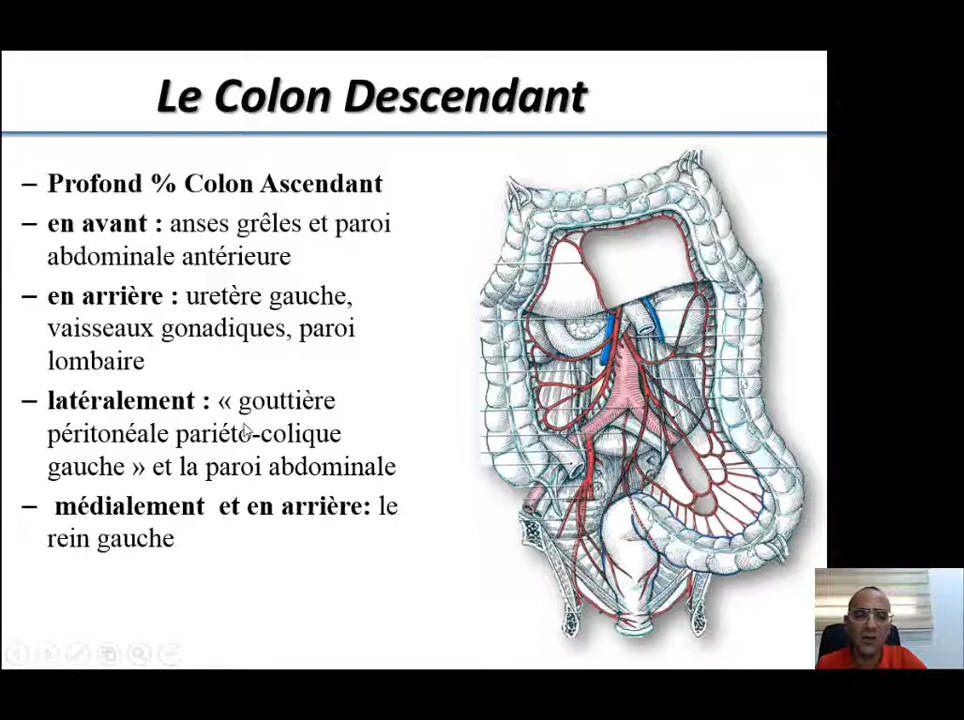 Le Colon Descendant
– Profond % Colon Ascendant
– en avant : anses grêles et paroi
abdominale antérieure
– en arrière : uretère gauche,
vaisseaux gonadiques, paroi
lombaire
– latéralement : « gouttière
péritonéale pariéto-colique
gauche » et la paroi abdominale
– médialement et en arrière: le
rein gauche